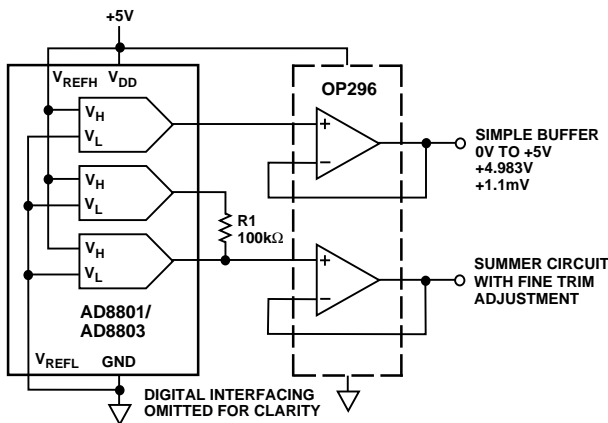 +5V
VREFH VDD
OP296
VH
VL
+
−
SIMPLE BUFFER
0V TO +5V
+4.983V
+1.1mV
VH
VL
R1
100kΩ
VH
VL
+
−
SUMMER CIRCUIT
WITH FINE TRIM
ADJUSTMENT
AD8801/
AD8803
VREFL GND
DIGITAL INTERFACING
OMITTED FOR CLARITY